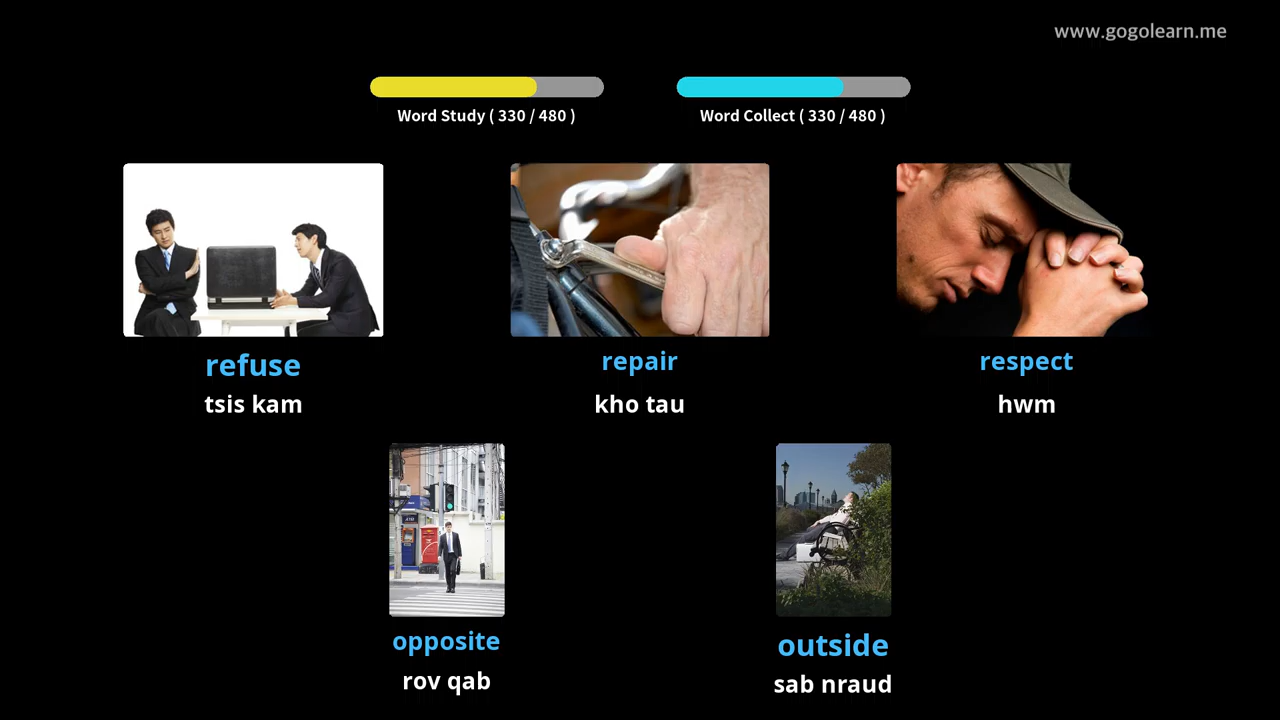 www.gogolearn.me
Word Study ( 330 / 480 )
Word Collect ( 330 / 480 )
refuse
repair
respect
tsis kam
kho tau
hwm
opposite
outside
rov qab
sab nraud